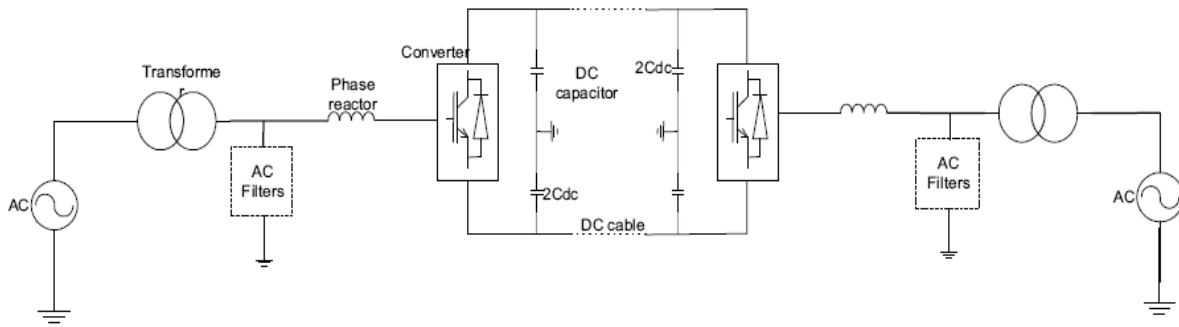 Converter
Transforme
r
Phase
reactor
DC
capacitor
2Cdc
AC
Filters
2Cdc
AC
DC cable
AC
Filters
AC